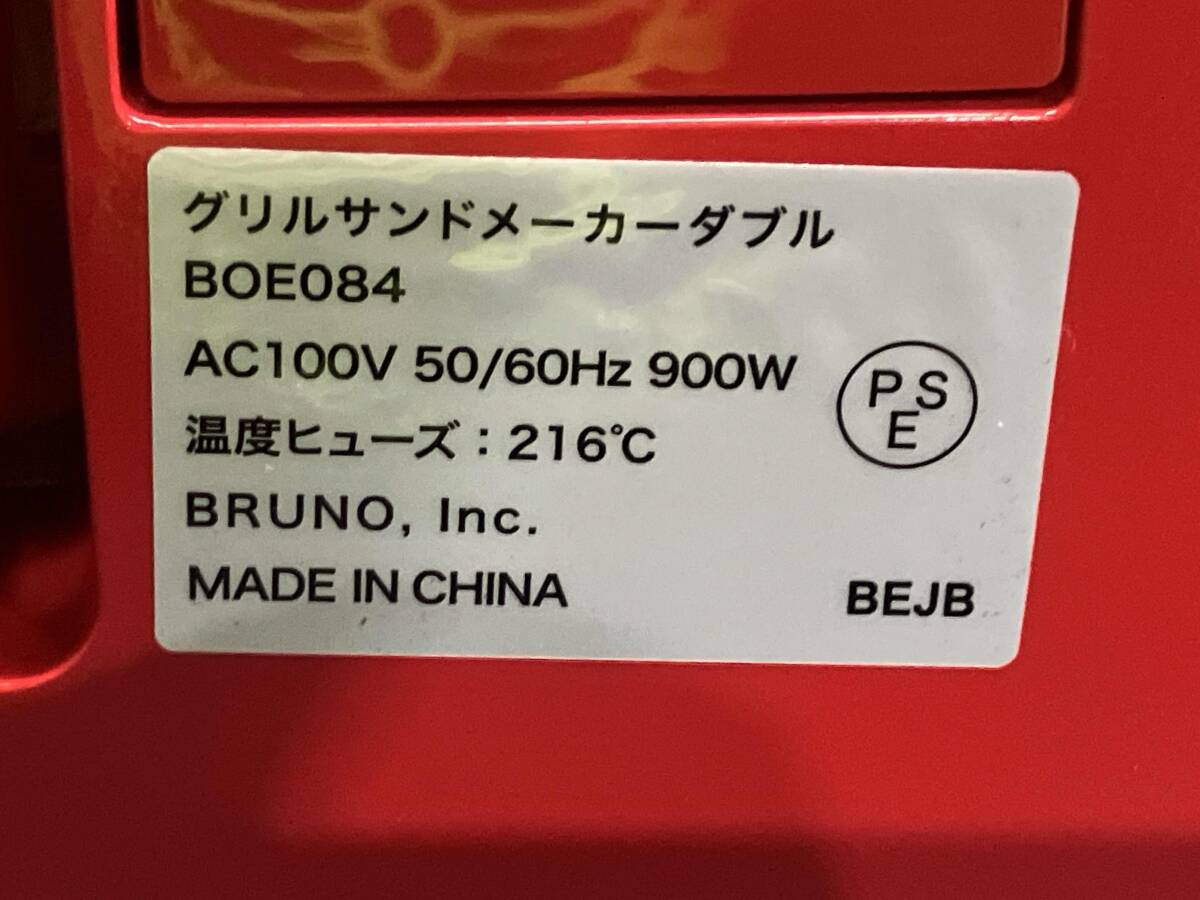 グリルサンドメーカーダブル
BOE084
AC100V 50/60Hz 900W
PSE
温度ヒューズ：216℃
BRUNO, Inc.
MADE IN CHINA
BEJB